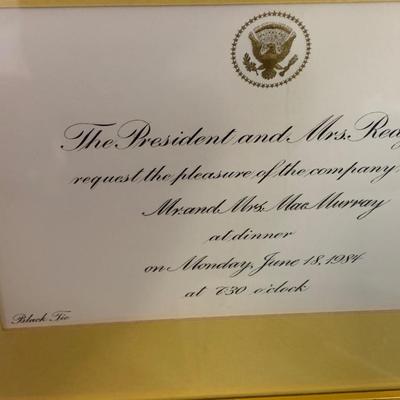 The President and Mrs. Rea
request the pleasure of the company
Mr. and Mrs. MacMurray
at dinner
on Monday, June 18, 1984
at 7:30 o'clock
Black Tie